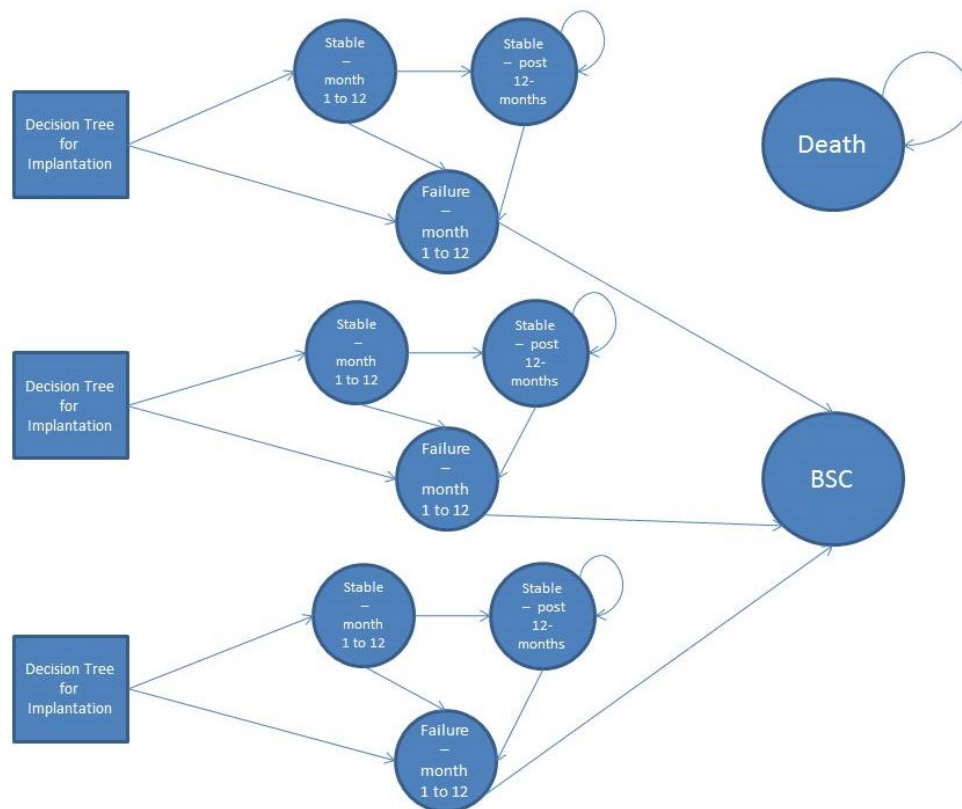 Stable
–
month
1 to 12
Stable
– post
12-
months
Decision Tree
for
Implantation
Death
Failure
–
month
1 to 12
Stable
–
month
1 to 12
Stable
– post
12-
months
Decision Tree
for
Implantation
Failure
–
month
1 to 12
BSC
Stable
–
month
1 to 12
Stable
– post
12-
months
Decision Tree
for
Implantation
Failure
–
month
1 to 12